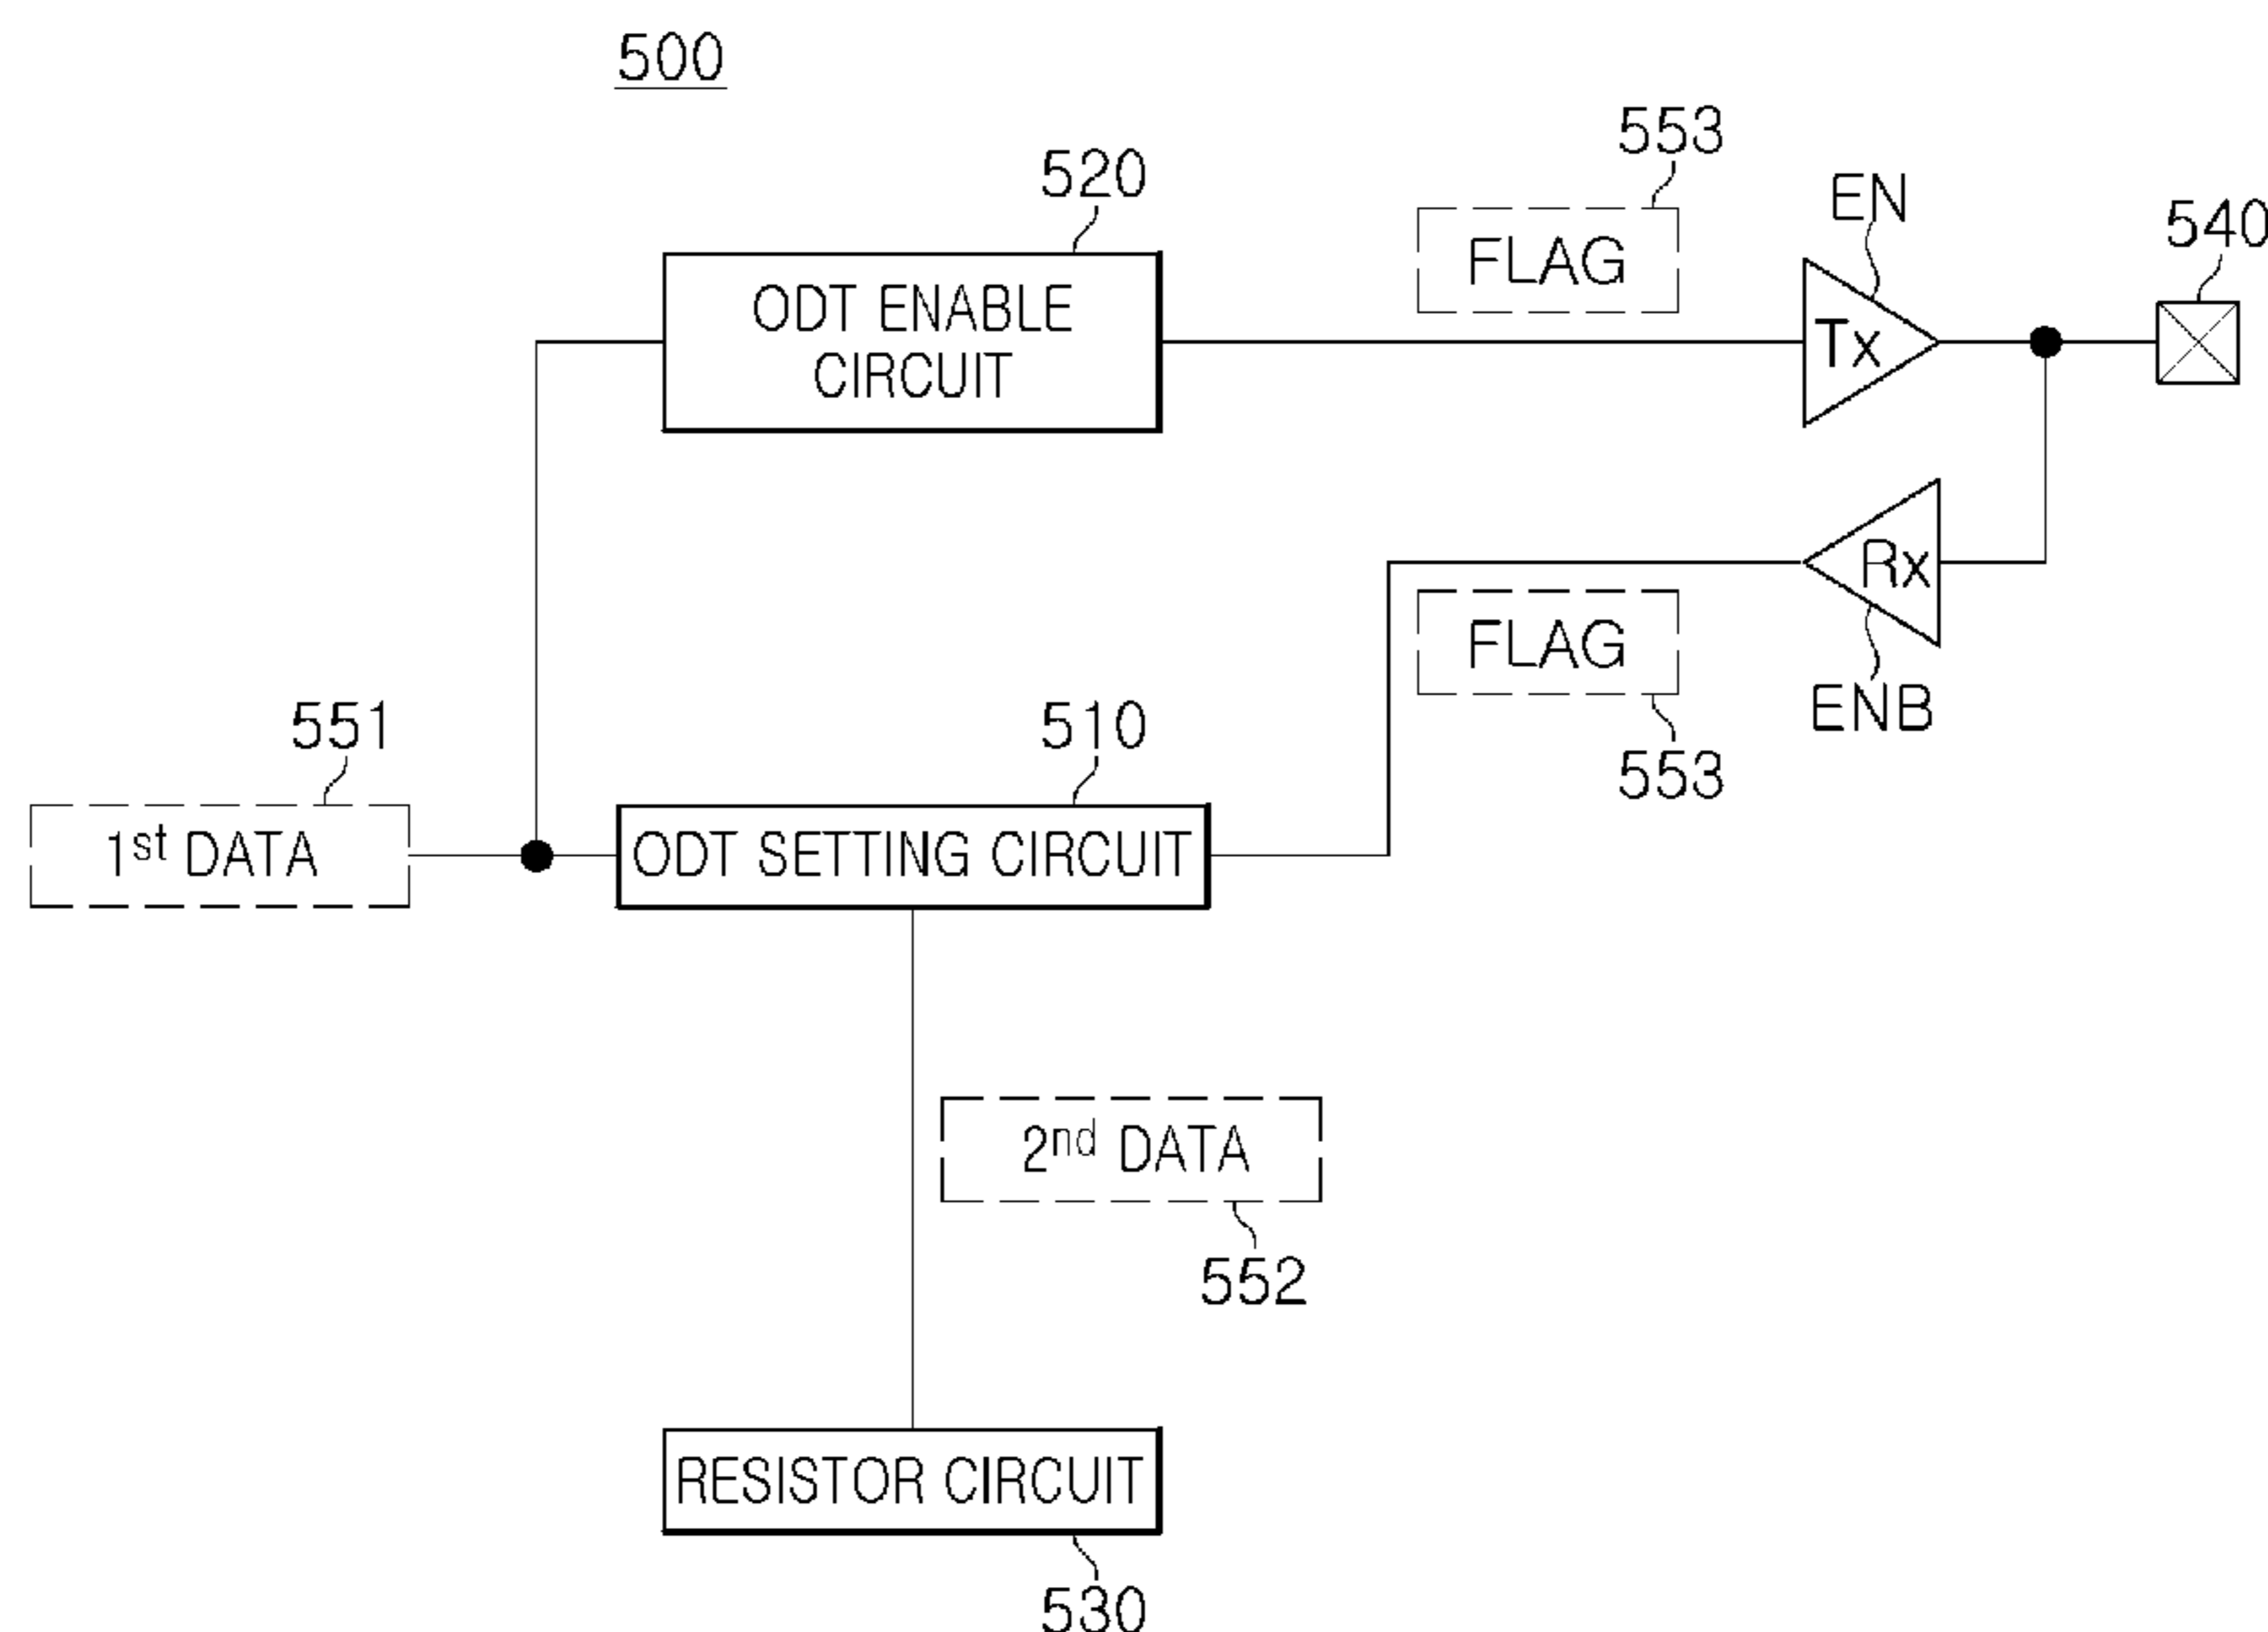 500
553
520
EN
540
FLAG
ODT ENABLE
CIRCUIT
Tx
Rx
FLAG
ENB
551
510
553
1st DATA
ODT SETTING CIRCUIT
2nd DATA
552
RESISTOR CIRCUIT
530